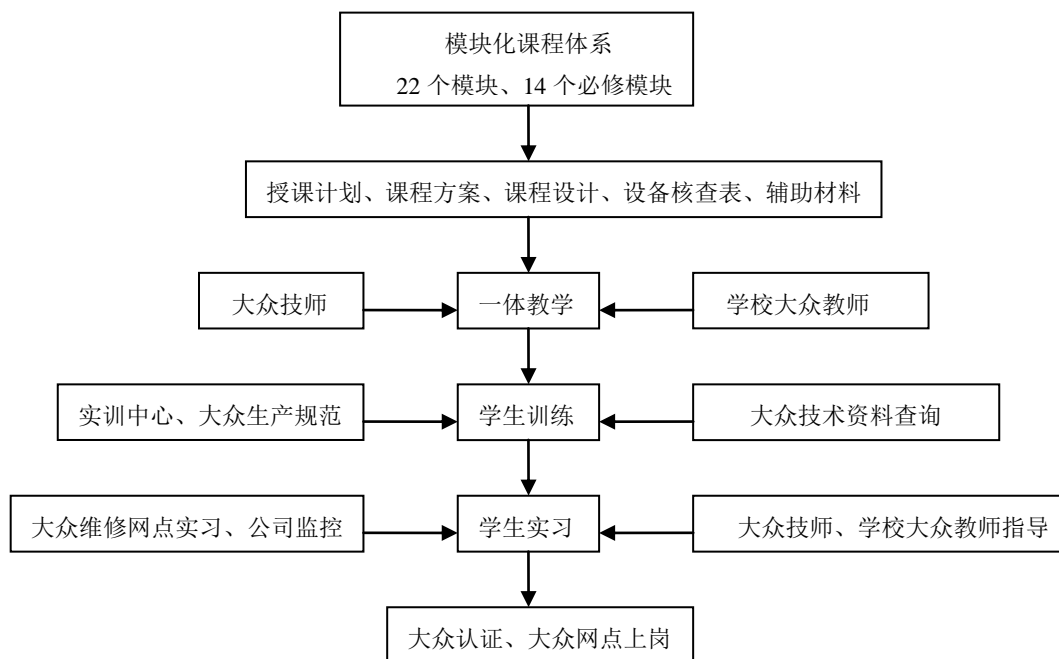 模块化课程体系
22 个模块、14 个必修模块
授课计划、课程方案、课程设计、设备核查表、辅助材料
大众技师
一体教学
学校大众教师
实训中心、大众生产规范
学生训练
大众技术资料查询
大众维修网点实习、公司监控
学生实习
大众技师、学校大众教师指导
大众认证、大众网点上岗